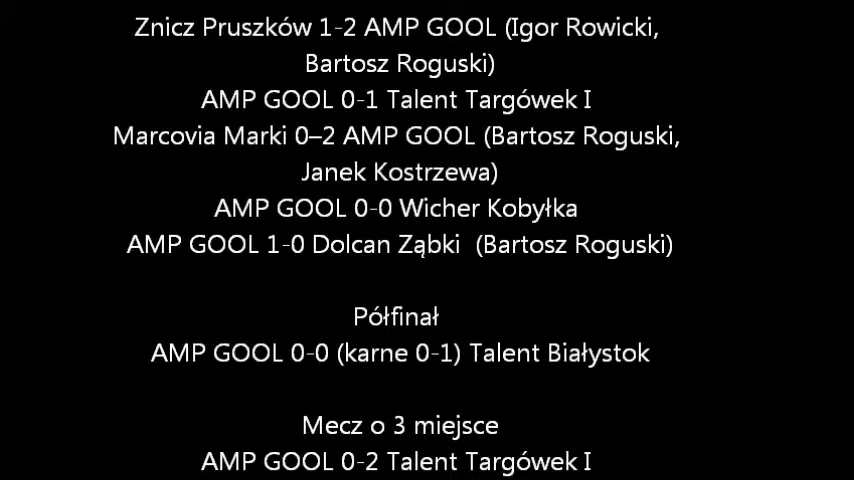 Znicz Pruszków 1-2 AMP GOOL (Igor Rowicki,
Bartosz Roguski)
AMP GOOL 0-1 Talent Targówek I
Marcovia Marki 0–2 AMP GOOL (Bartosz Roguski,
Janek Kostrzewa)
AMP GOOL 0-0 Wicher Kobyłka
AMP GOOL 1-0 Dolcan Ząbki  (Bartosz Roguski)
Półfinał
AMP GOOL 0-0 (karne 0-1) Talent Białystok
Mecz o 3 miejsce
AMP GOOL 0-2 Talent Targówek I